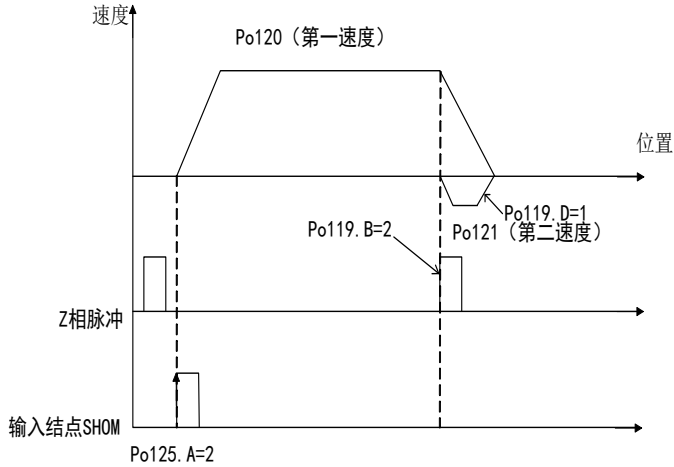 速度
Po120（第一速度）
位置
Po119.D=1
Po119.B=2
Po121（第二速度）
Z相脉冲
输入结点SHOM
Po125.A=2